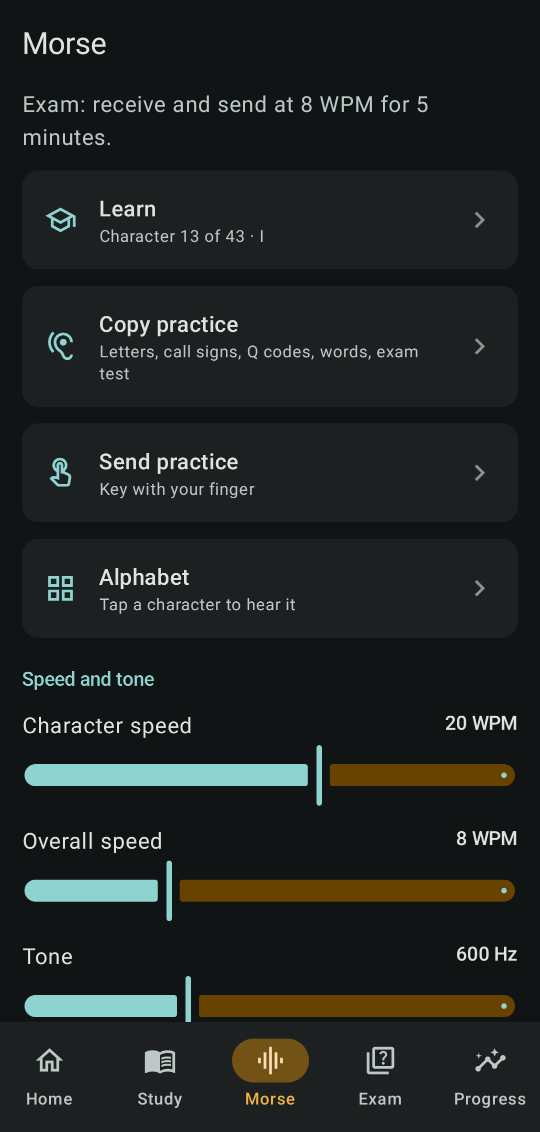 Morse
Exam: receive and send at 8 WPM for 5
minutes.
Learn
Character 13 of 43 · I
Copy practice
Letters, call signs, Q codes, words, exam
test
Send practice
Key with your finger
Alphabet
Tap a character to hear it
Speed and tone
Character speed
20 WPM
Overall speed
8 WPM
Tone
600 Hz
Home
Study
Morse
Exam
Progress